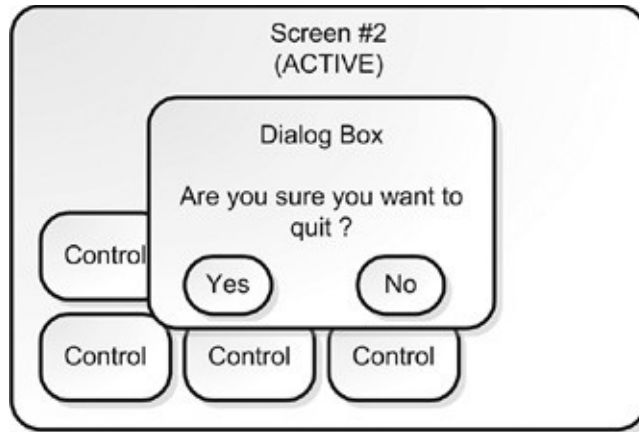 Screen #2
(ACTIVE)
Dialog Box
Are you sure you want to
quit ?
Control
Yes
No
Control
Control
Control